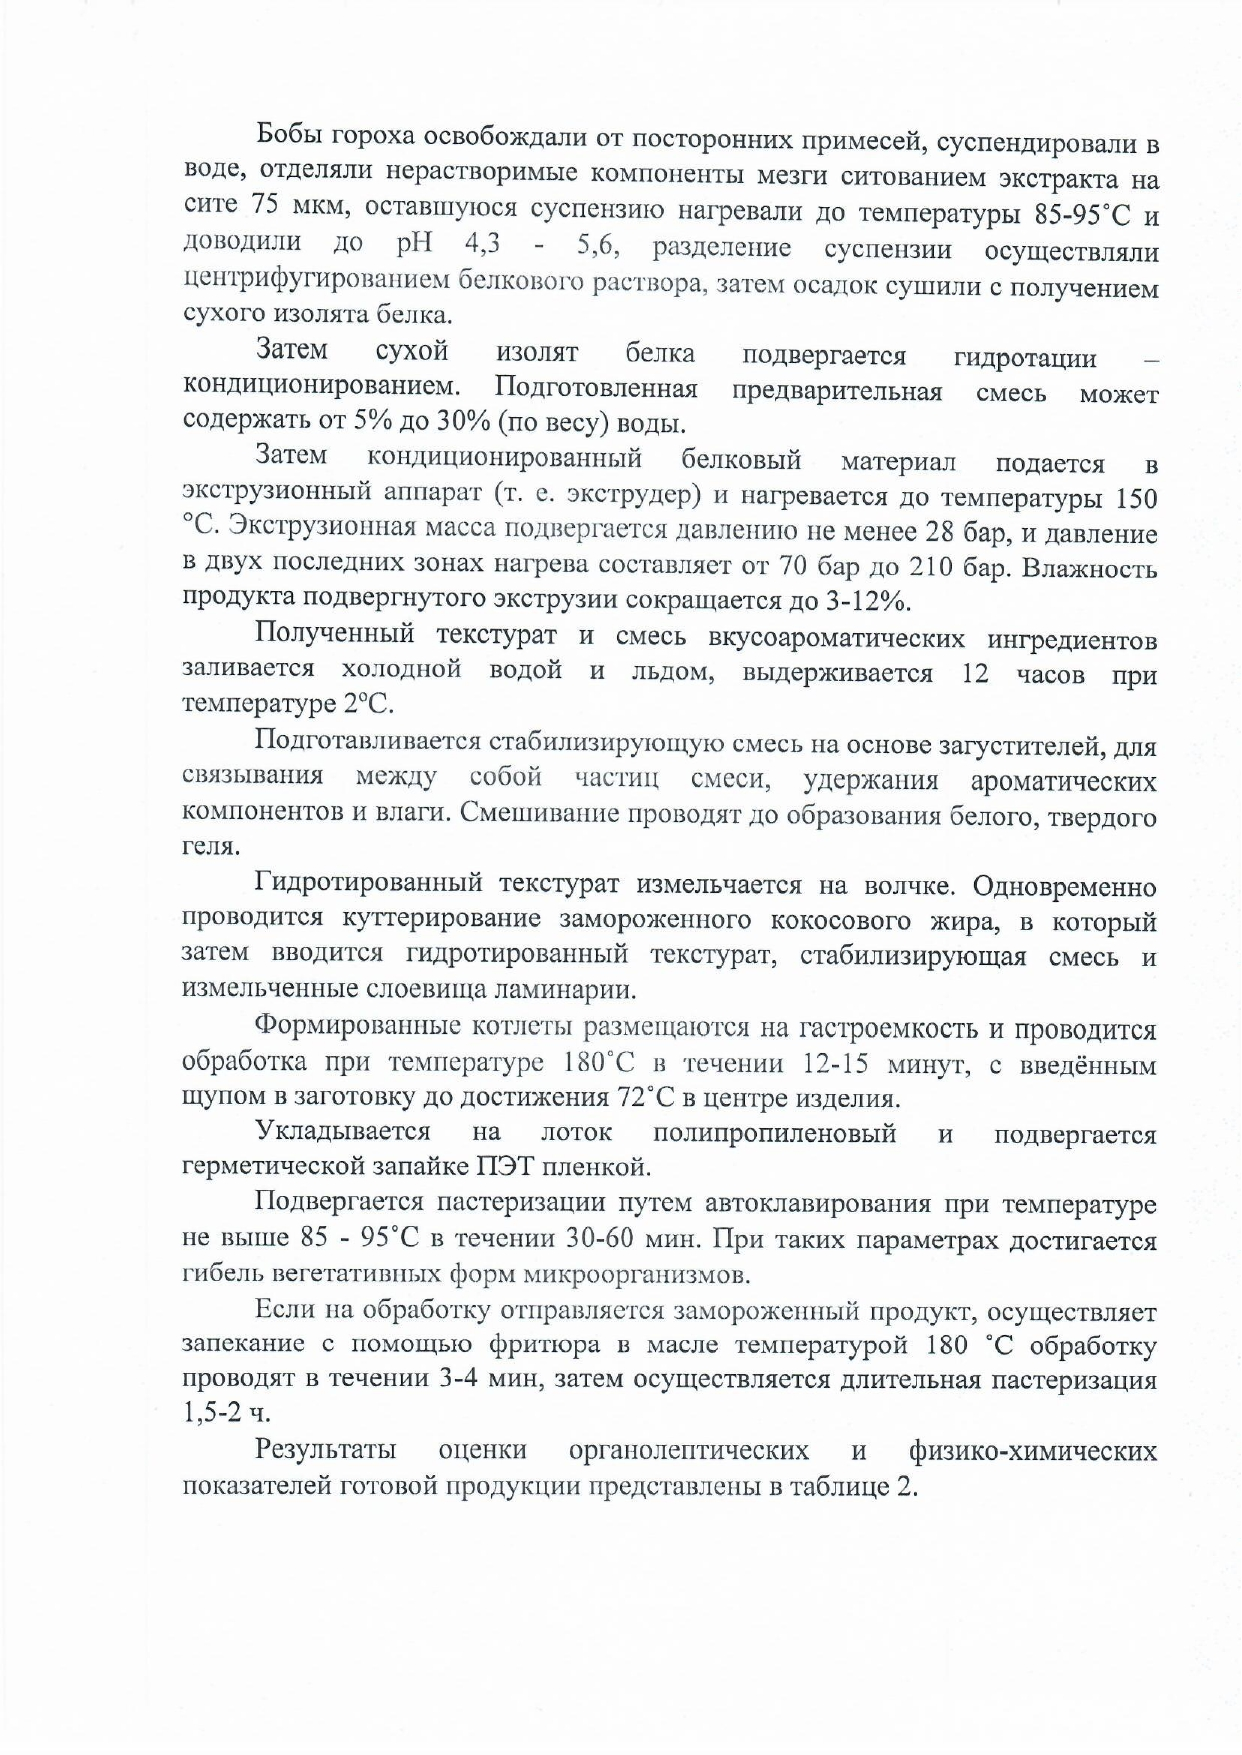 Бобы гороха освобождали от посторонних примесей, суспендировали в
воде, отделяли нерастворимые компоненты мезги ситованием экстракта на
сите 75 мкм, оставшуюся суспензию нагревали до температуры 85-95˚С и
доводили до рН 4,3 - 5,6, разделение суспензии осуществляли
центрифугированием белкового раствора, затем осадок сушили с получением
сухого изолята белка.
Затем сухой изолят белка подвергается гидротации –
кондиционированием. Подготовленная предварительная смесь может
содержать от 5% до 30% (по весу) воды.
Затем кондиционированный белковый материал подается в
экструзионный аппарат (т. е. экструдер) и нагревается до температуры 150
°С. Экструзионная масса подвергается давлению не менее 28 бар, и давление
в двух последних зонах нагрева составляет от 70 бар до 210 бар. Влажность
продукта подвергнутого экструзии сокращается до 3-12%.
Полученный текстурат и смесь вкусоароматических ингредиентов
заливается холодной водой и льдом, выдерживается 12 часов при
температуре 2°С.
Подготавливается стабилизирующую смесь на основе загустителей, для
связывания между собой частиц смеси, удержания ароматических
компонентов и влаги. Смешивание проводят до образования белого, твердого
геля.
Гидротированный текстурат измельчается на волчке. Одновременно
проводится куттерирование замороженного кокосового жира, в который
затем вводится гидротированный текстурат, стабилизирующая смесь и
измельченные слоевища ламинарии.
Формированные котлеты размещаются на гастроемкость и проводится
обработка при температуре 180˚С в течении 12-15 минут, с введённым
щупом в заготовку до достижения 72˚С в центре изделия.
Укладывается на лоток полипропиленовый и подвергается
герметической запайке ПЭТ пленкой.
Подвергается пастеризации путем автоклавирования при температуре
не выше 85 - 95˚С в течении 30-60 мин. При таких параметрах достигается
гибель вегетативных форм микроорганизмов.
Если на обработку отправляется замороженный продукт, осуществляет
запекание с помощью фритюра в масле температурой 180 ˚С обработку
проводят в течении 3-4 мин, затем осуществляется длительная пастеризация
1,5-2 ч.
Результаты оценки органолептических и физико-химических
показателей готовой продукции представлены в таблице 2.